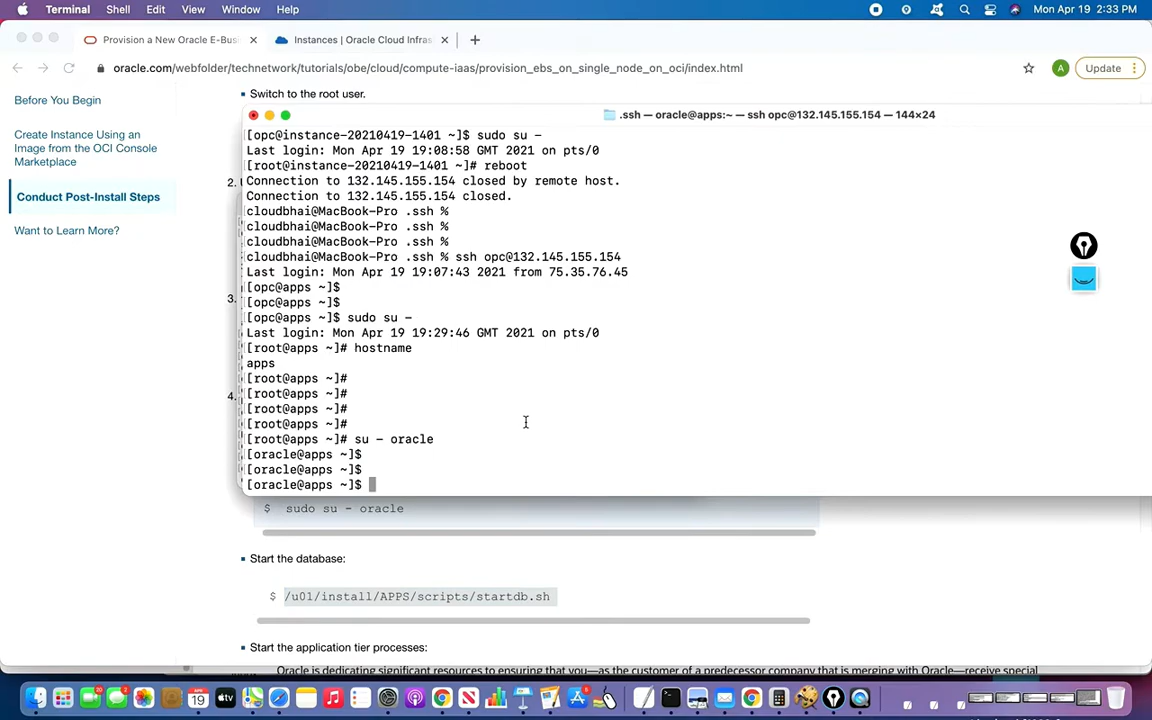 Terminal Shell Edit View Window Help Mon Apr 19 2:33 PM
Provision a New Oracle E-Bus Instances | Oracle Cloud Infras
oracle.com/webfolder/technetwork/tutorials/obe/cloud/compute-iaas/provision_ebs_on_single_node_on_oci/index.html A Update
Before You Begin
Create Instance Using an
Image from the OCI Console
Marketplace
Conduct Post-Install Steps
Want to Learn More?
Switch to the root user.
2.
3.
4.
.ssh — oracle@apps:~ — ssh opc@132.145.155.154 — 144×24
[opc@instance-20210419-1401 ~]$ sudo su -
Last login: Mon Apr 19 19:08:58 GMT 2021 on pts/0
[root@instance-20210419-1401 ~]# reboot
Connection to 132.145.155.154 closed by remote host.
Connection to 132.145.155.154 closed.
cloudbhai@MacBook-Pro .ssh %
cloudbhai@MacBook-Pro .ssh %
cloudbhai@MacBook-Pro .ssh %
cloudbhai@MacBook-Pro .ssh % ssh opc@132.145.155.154
Last login: Mon Apr 19 19:07:43 2021 from 75.35.76.45
[opc@apps ~]$
[opc@apps ~]$
[opc@apps ~]$ sudo su -
Last login: Mon Apr 19 19:29:46 GMT 2021 on pts/0
[root@apps ~]# hostname
apps
[root@apps ~]#
[root@apps ~]#
[root@apps ~]#
[root@apps ~]#
[root@apps ~]# su - oracle
[oracle@apps ~]$
[oracle@apps ~]$
[oracle@apps ~]$
$ sudo su - oracle
Start the database:
$ /u01/install/APPS/scripts/startdb.sh
Start the application tier processes:
Oracle is dedicating significant resources to ensuring that you—as the customer of a predecessor company that is merging with Oracle—receive special
APR
19
tv